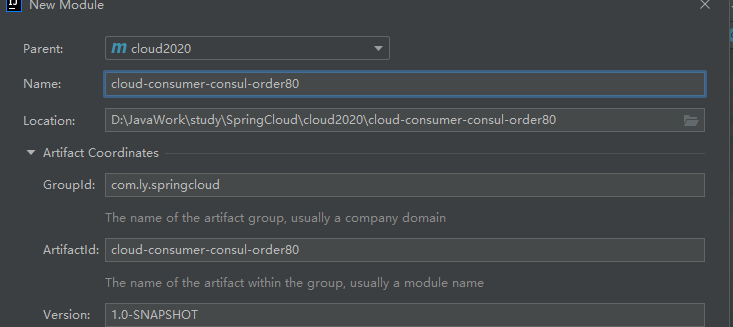 New Module
Parent: m cloud2020
Name: cloud-consumer-consul-order80
Location: D:\JavaWork\study\SpringCloud\cloud2020\cloud-consumer-consul-order80
Artifact Coordinates
GroupId: com.ly.springcloud
The name of the artifact group, usually a company domain
ArtifactId: cloud-consumer-consul-order80
The name of the artifact within the group, usually a module name
Version: 1.0-SNAPSHOT